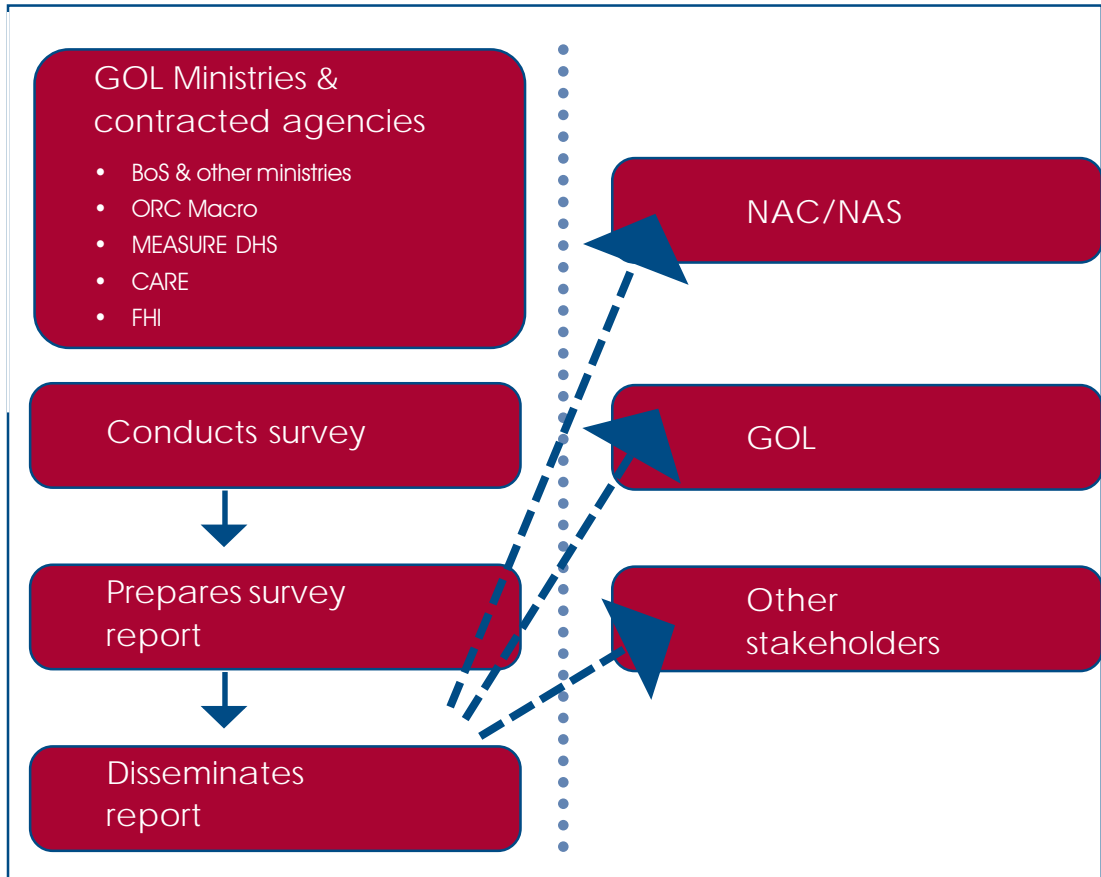 GOL Ministries &
contracted agencies
• BoS & other ministries
• ORC Macro
• MEASURE DHS
• CARE
• FHI
Conducts survey
Prepares survey
report
Disseminates
report
NAC/NAS
GOL
Other
stakeholders